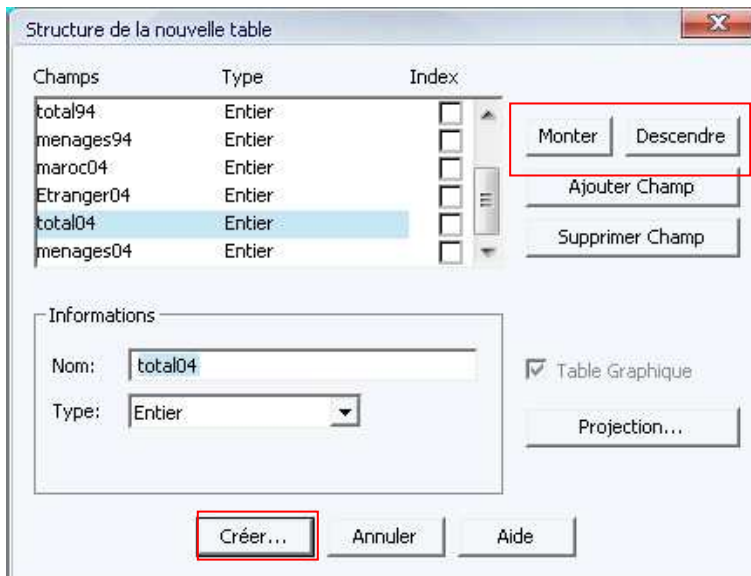 Structure de la nouvelle table
Champs Type Index
total94 Entier
menages94 Entier
maroc04 Entier
Etranger04 Entier
total04 Entier
menages04 Entier
Monter Descendre
Ajouter Champ
Supprimer Champ
Informations
Nom: total04
Type: Entier
Table Graphique
Projection...
Créer... Annuler Aide